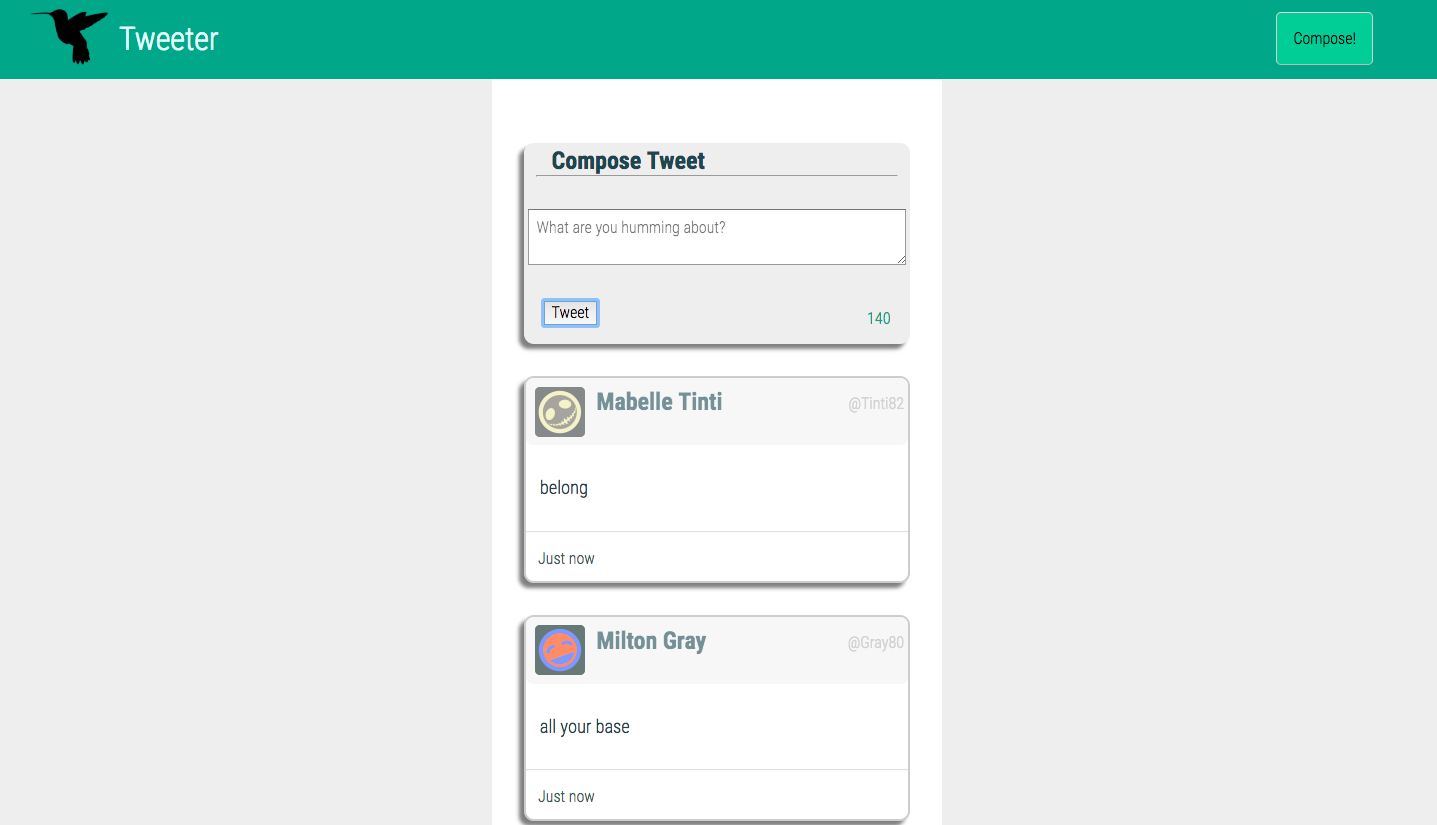 Tweeter
Compose!
Compose Tweet
What are you humming about?
Tweet
140
Mabelle Tinti
@Tinti82
belong
Just now
Milton Gray
@Gray80
all your base
Just now